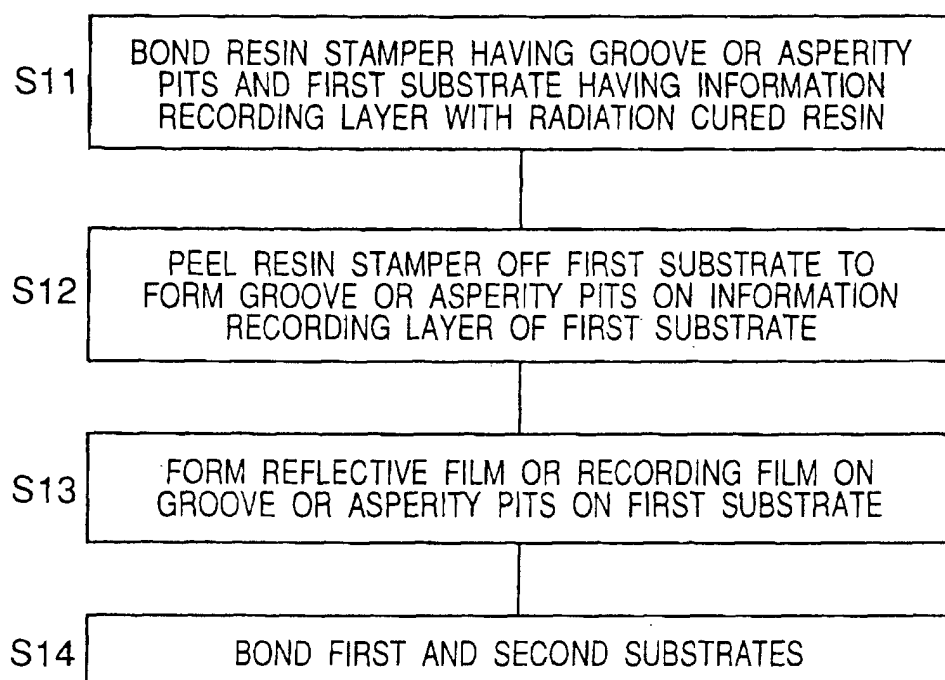 S11
BOND RESIN STAMPER HAVING GROOVE OR ASPERITY
PITS AND FIRST SUBSTRATE HAVING INFORMATION
RECORDING LAYER WITH RADIATION CURED RESIN
S12
PEEL RESIN STAMPER OFF FIRST SUBSTRATE TO
FORM GROOVE OR ASPERITY PITS ON INFORMATION
RECORDING LAYER OF FIRST SUBSTRATE
S13
FORM REFLECTIVE FILM OR RECORDING FILM ON
GROOVE OR ASPERITY PITS ON FIRST SUBSTRATE
S14
BOND FIRST AND SECOND SUBSTRATES